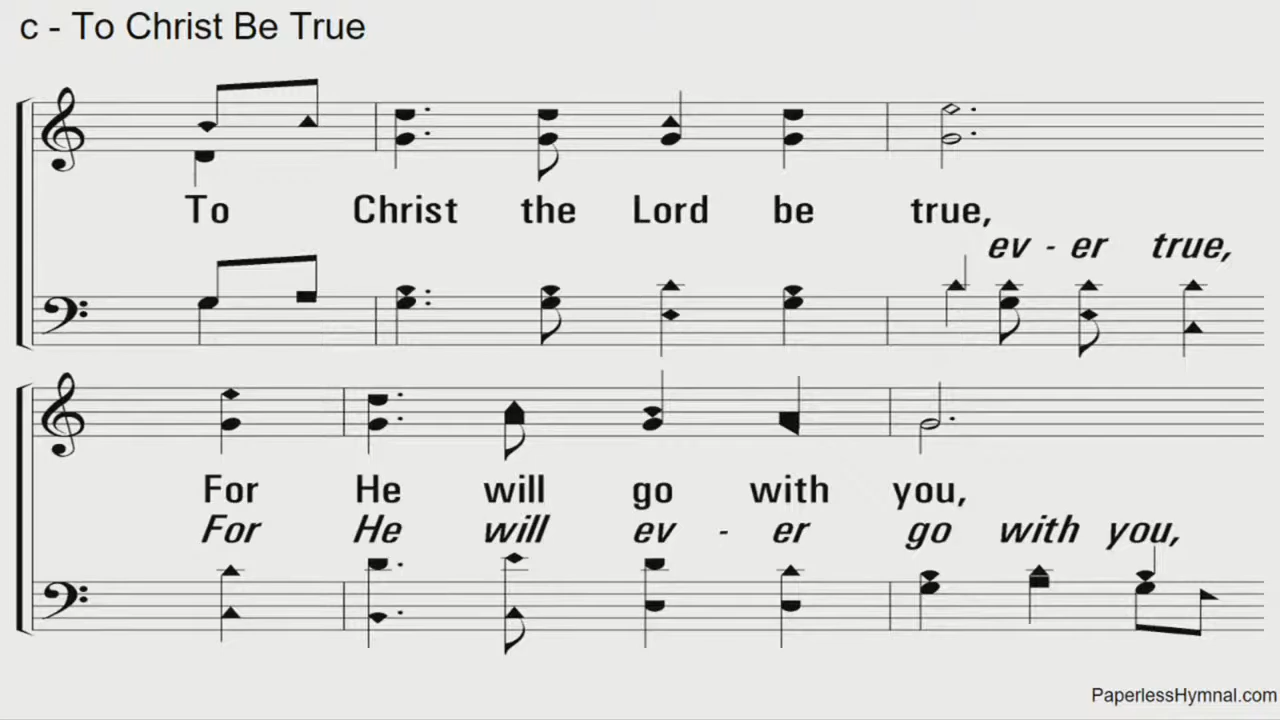 c - To Christ Be True
To Christ the Lord be true,
ev - er true,
For He will go with you,
For He will ev - er go with you,
PaperlessHymnal.com